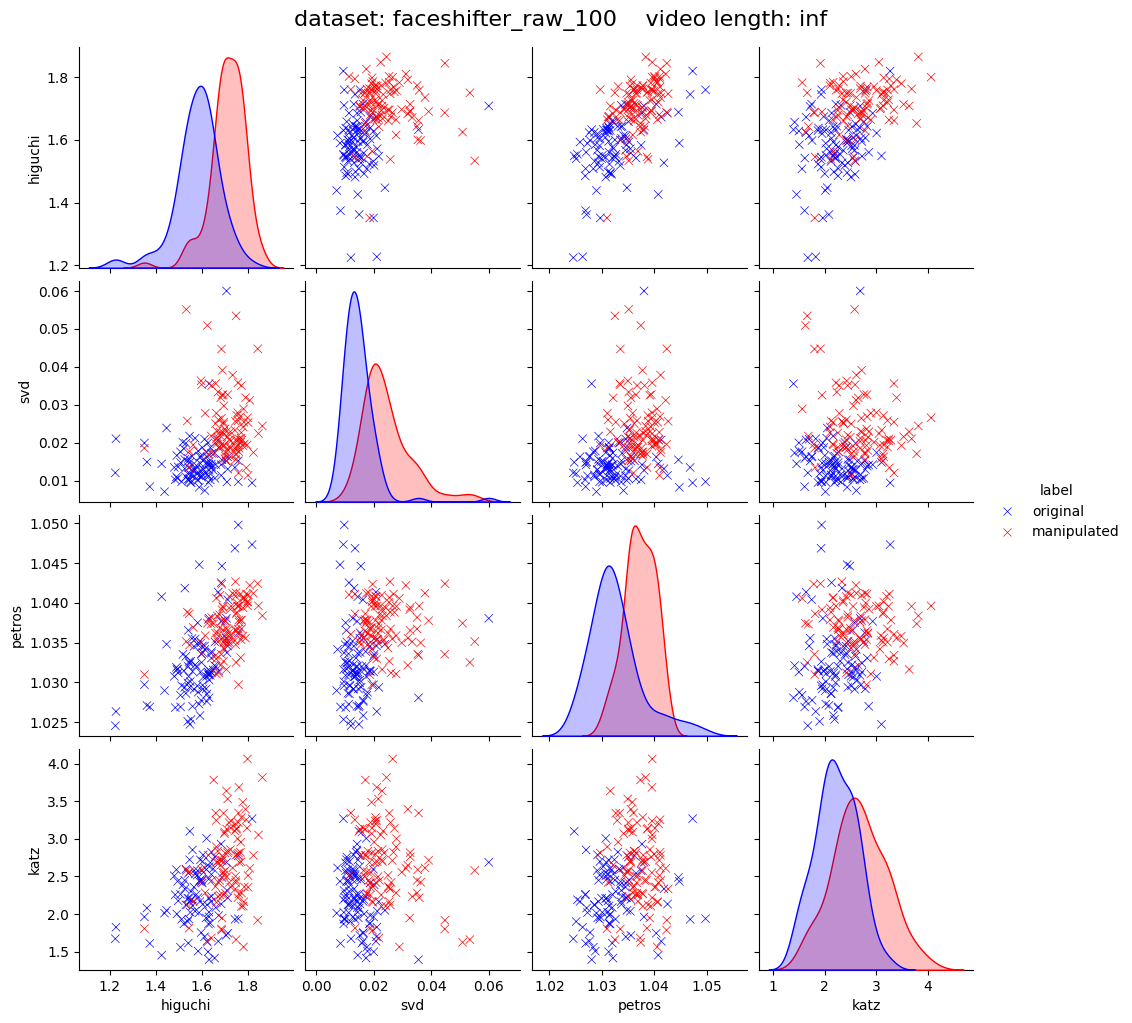 dataset: faceshifter_raw_100    video length: inf
higuchi
1.8
1.6
1.4
1.2
svd
0.06
0.05
0.04
0.03
0.02
0.01
petros
1.050
1.045
1.040
1.035
1.030
1.025
katz
4.0
3.5
3.0
2.5
2.0
1.5
label
original
manipulated
1.2 1.4 1.6 1.8
0.00 0.02 0.04 0.06
1.02 1.03 1.04 1.05
1 2 3 4
higuchi
svd
petros
katz